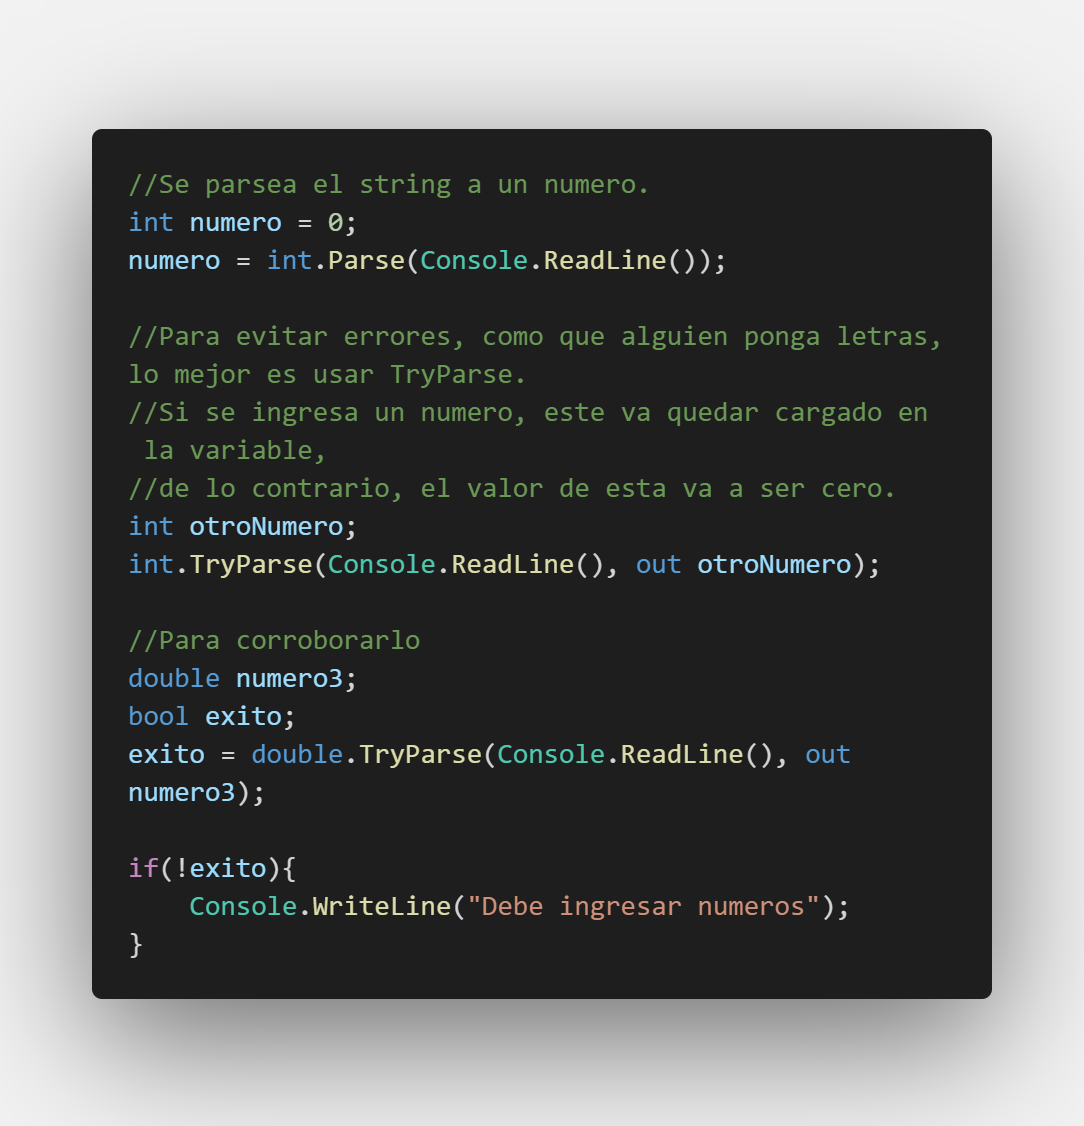 //Se parsea el string a un numero.
int numero = 0;
numero = int.Parse(Console.ReadLine());
//Para evitar errores, como que alguien ponga letras,
lo mejor es usar TryParse.
//Si se ingresa un numero, este va quedar cargado en
la variable,
//de lo contrario, el valor de esta va a ser cero.
int otroNumero;
int.TryParse(Console.ReadLine(), out otroNumero);
//Para corroborarlo
double numero3;
bool exito;
exito = double.TryParse(Console.ReadLine(), out
numero3);
if(!exito){
    Console.WriteLine("Debe ingresar numeros");
}